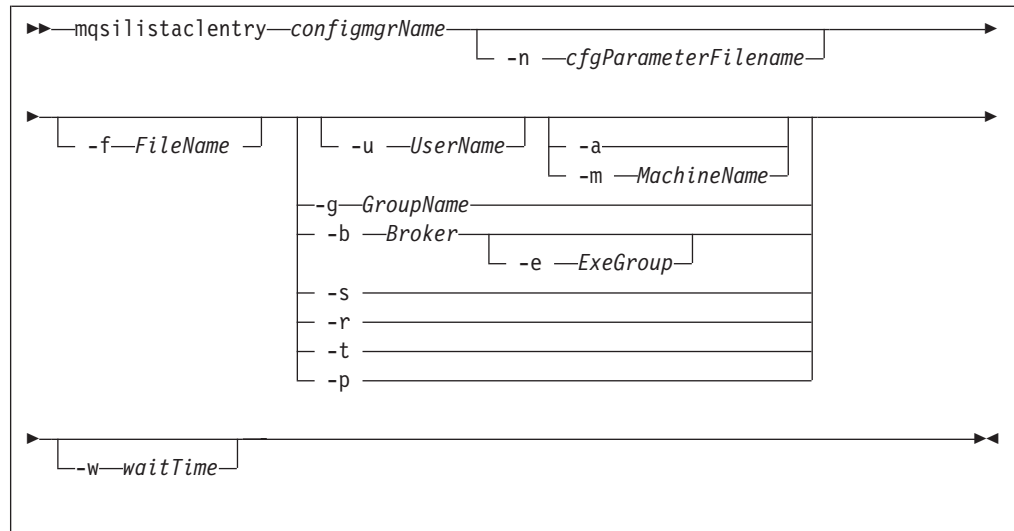 mqsilistaclentry configmgrName
-n cfgParameterFilename
-f FileName
-u UserName
-a
-m MachineName
-g GroupName
-b Broker
-e ExeGroup
-s
-r
-t
-p
-w waitTime